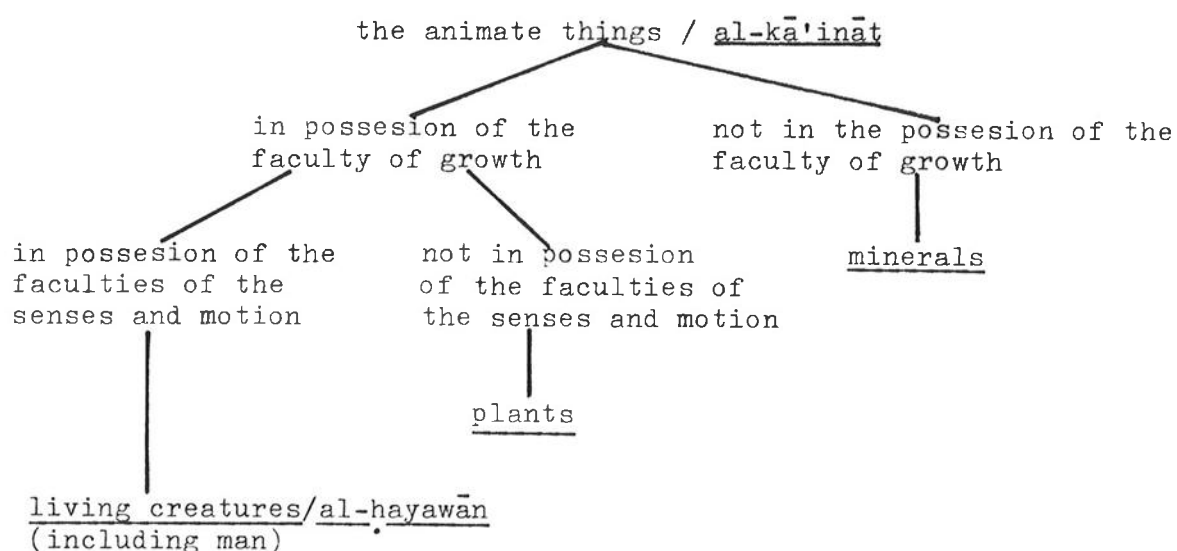 the animate things / al-kā'ināt
in possesion of the
faculty of growth
not in the possesion of the
faculty of growth
in possesion of the
faculties of the
senses and motion
not in possesion
of the faculties of
the senses and motion
minerals
plants
living creatures/al-ḥayawān
(including man)